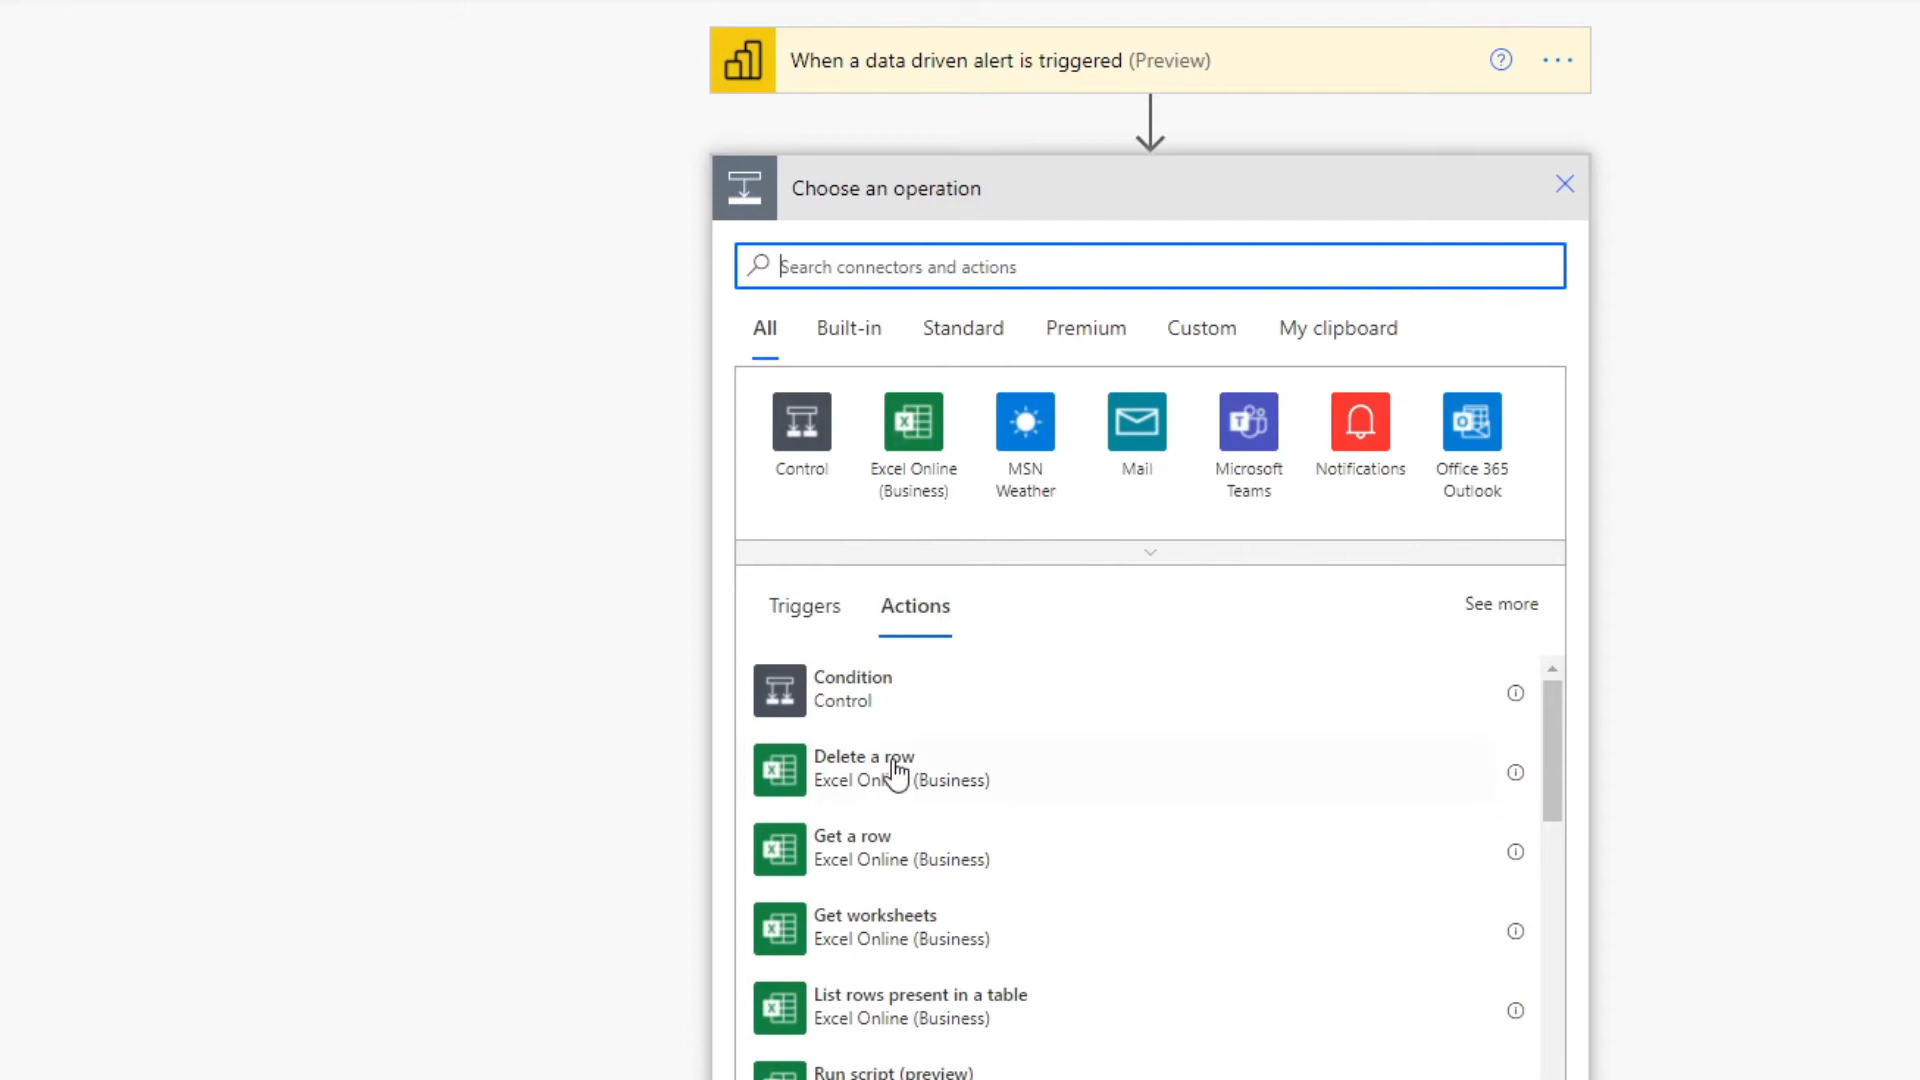 When a data driven alert is triggered (Preview)
Choose an operation
Search connectors and actions
All Built-in Standard Premium Custom My clipboard
Control
Excel Online (Business)
MSN Weather
Mail
Microsoft Teams
Notifications
Office 365 Outlook
Triggers Actions See more
Condition
Control
Delete a row
Excel Online (Business)
Get a row
Excel Online (Business)
Get worksheets
Excel Online (Business)
List rows present in a table
Excel Online (Business)
Run script (preview)